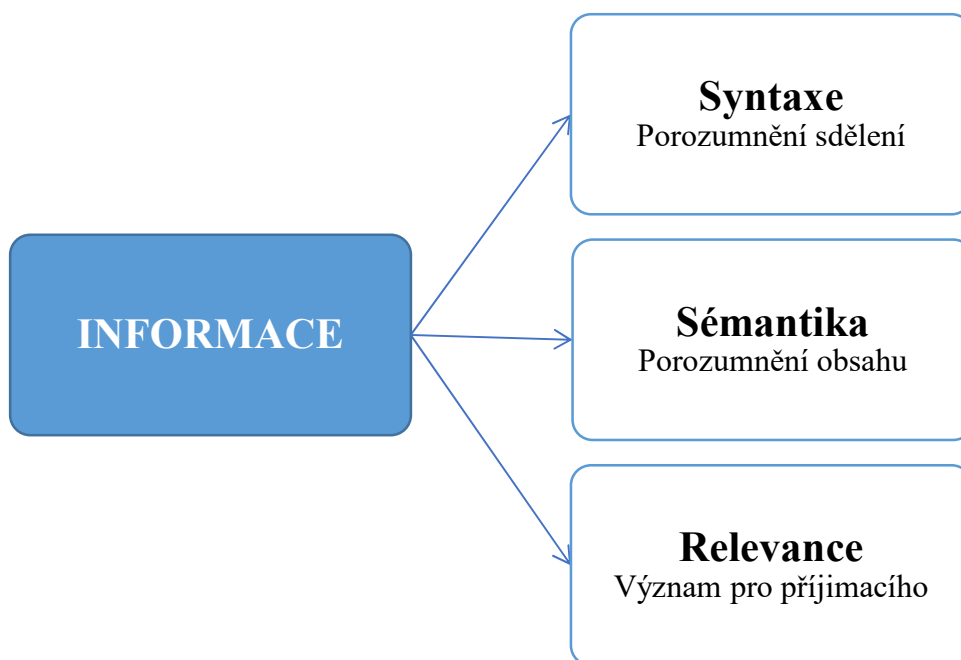 Syntaxe
Porozumnění sdělení
INFORMACE
Sémantika
Porozumnění obsahu
Relevance
Význam pro příjimacího